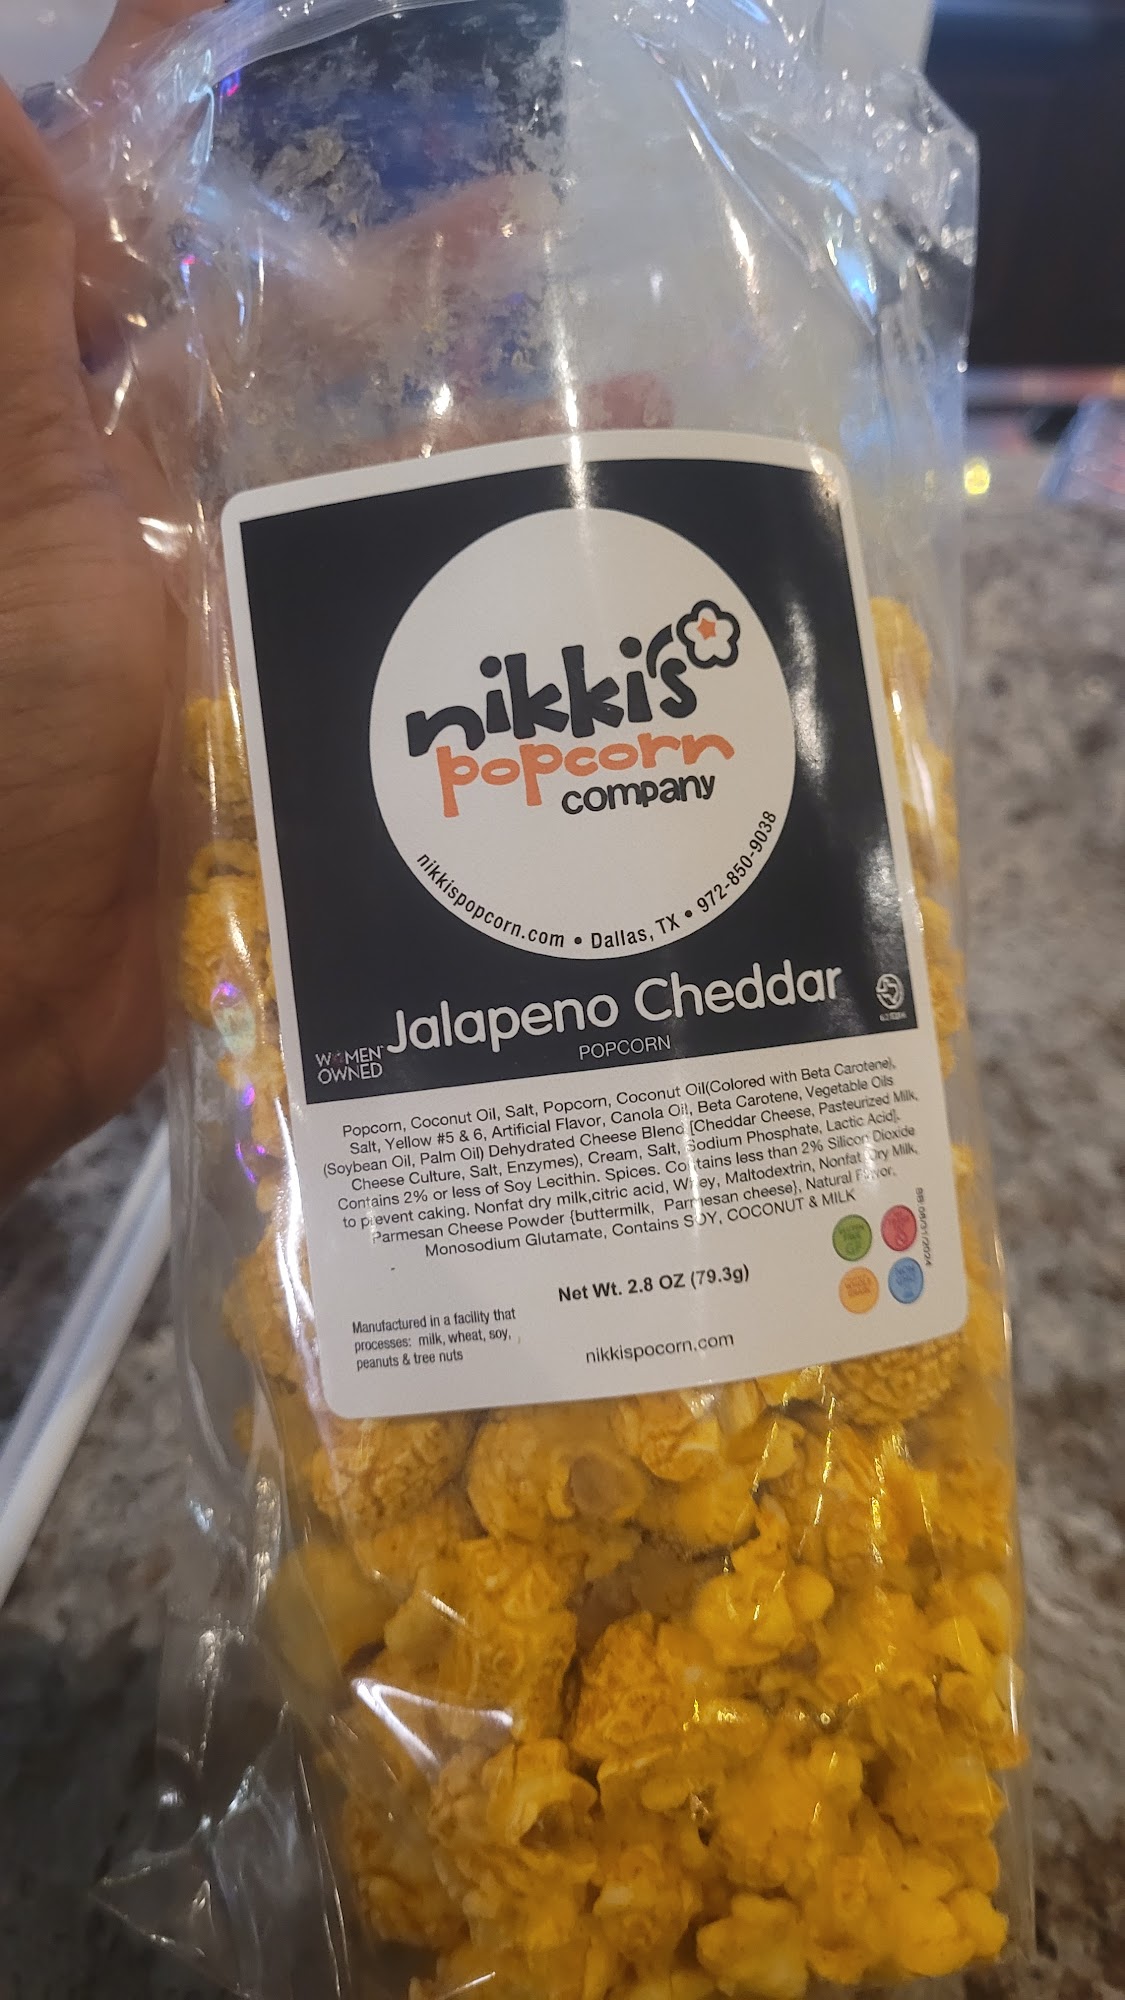 nikki's
popcorn
company
nikkispopcorn.com • Dallas, TX • 972-850-9038
Jalapeno Cheddar
POPCORN
WOMEN
OWNED
Popcorn, Coconut Oil, Salt, Popcorn, Coconut Oil(Colored with Beta Carotene),
Salt, Yellow #5 & 6, Artificial Flavor, Canola Oil, Beta Carotene, Vegetable Oils
(Soybean Oil, Palm Oil) Dehydrated Cheese Blend [Cheddar Cheese, Pasteurized Milk,
Cheese Culture, Salt, Enzymes), Cream, Salt, Sodium Phosphate, Lactic Acid].
Contains 2% or less of Soy Lecithin. Spices. Contains less than 2% Silicon Dioxide
to prevent caking. Nonfat dry milk,citric acid, Whey, Maltodextrin, Nonfat Dry Milk,
Parmesan Cheese Powder {buttermilk, Parmesan cheese}, Natural Flavor,
Monosodium Glutamate, Contains SOY, COCONUT & MILK
BB 08/31/2024
Net Wt. 2.8 OZ (79.3g)
Manufactured in a facility that
processes: milk, wheat, soy,
peanuts & tree nuts
nikkispocorn.com